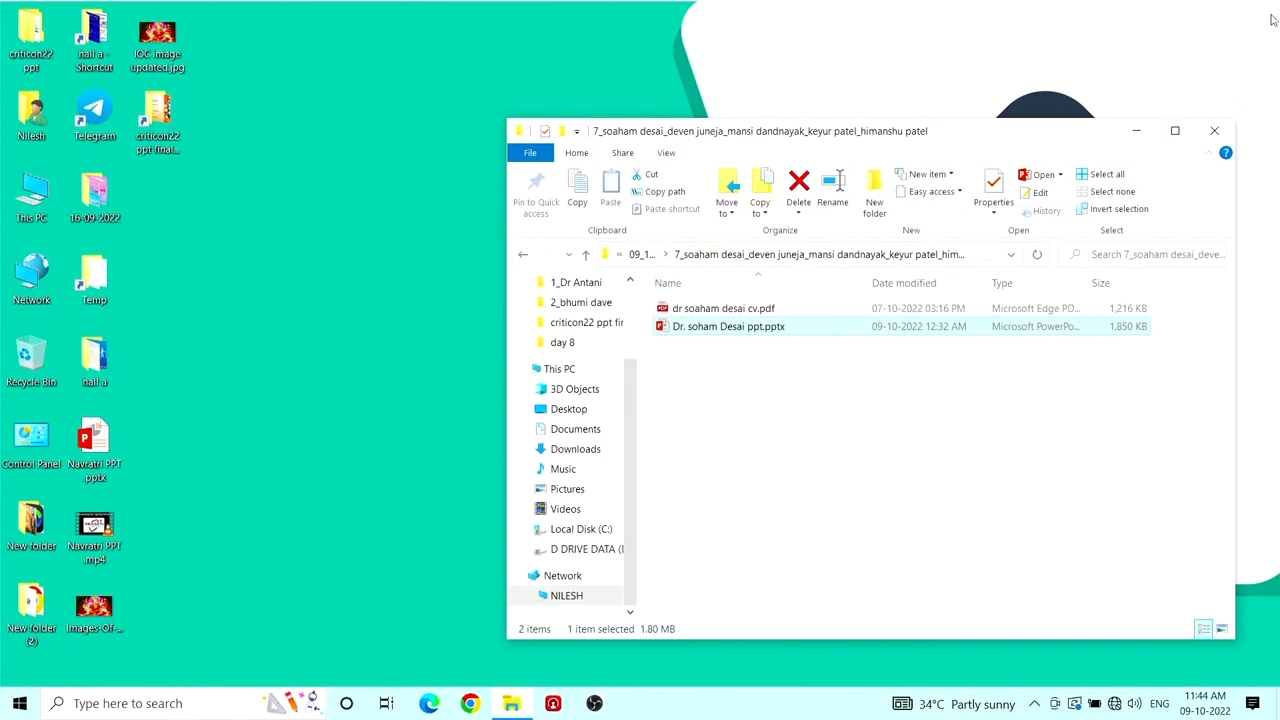 criticon22
ppt
hall a -
Shortcut
IOC image
updated.jpg
Nilesh
Telegram
criticon22
ppt finai...
This PC
16-09.2022
Network
Temp
Recycle Bin
hall a
Control Panel
Navratri PPT
.pptx
New folder
Navratri PPT
.mp4
New folder
(2)
Images-Of-...
7_soaham desai_deven juneja_mansi dandnayak_keyur patel_himanshu patel
File
Home
Share
View
Pin to Quick
access
Copy
Paste
Cut
Copy path
Paste shortcut
Clipboard
Move
to
Copy
to
Delete
Rename
Organize
New
folder
New item
Easy access
New
Properties
Open
Edit
History
Open
Select all
Select none
Invert selection
Select
« 09_1... > 7_soaham desai_deven juneja_mansi dandnayak_keyur patel_him...
Search 7_soaham desai_deve...
1_Dr Antani
2_bhumi dave
criticon22 ppt fir
day 8
This PC
3D Objects
Desktop
Documents
Downloads
Music
Pictures
Videos
Local Disk (C:)
D DRIVE DATA (I
Network
NILESH
Name Date modified Type Size
dr soaham desai cv.pdf 07-10-2022 03:16 PM Microsoft Edge PD... 1,216 KB
Dr. soham Desai ppt.pptx 09-10-2022 12:32 AM Microsoft PowerPo... 1,850 KB
2 items 1 item selected 1.80 MB
Type here to search
34°C Partly sunny
ENG
11:44 AM
09-10-2022